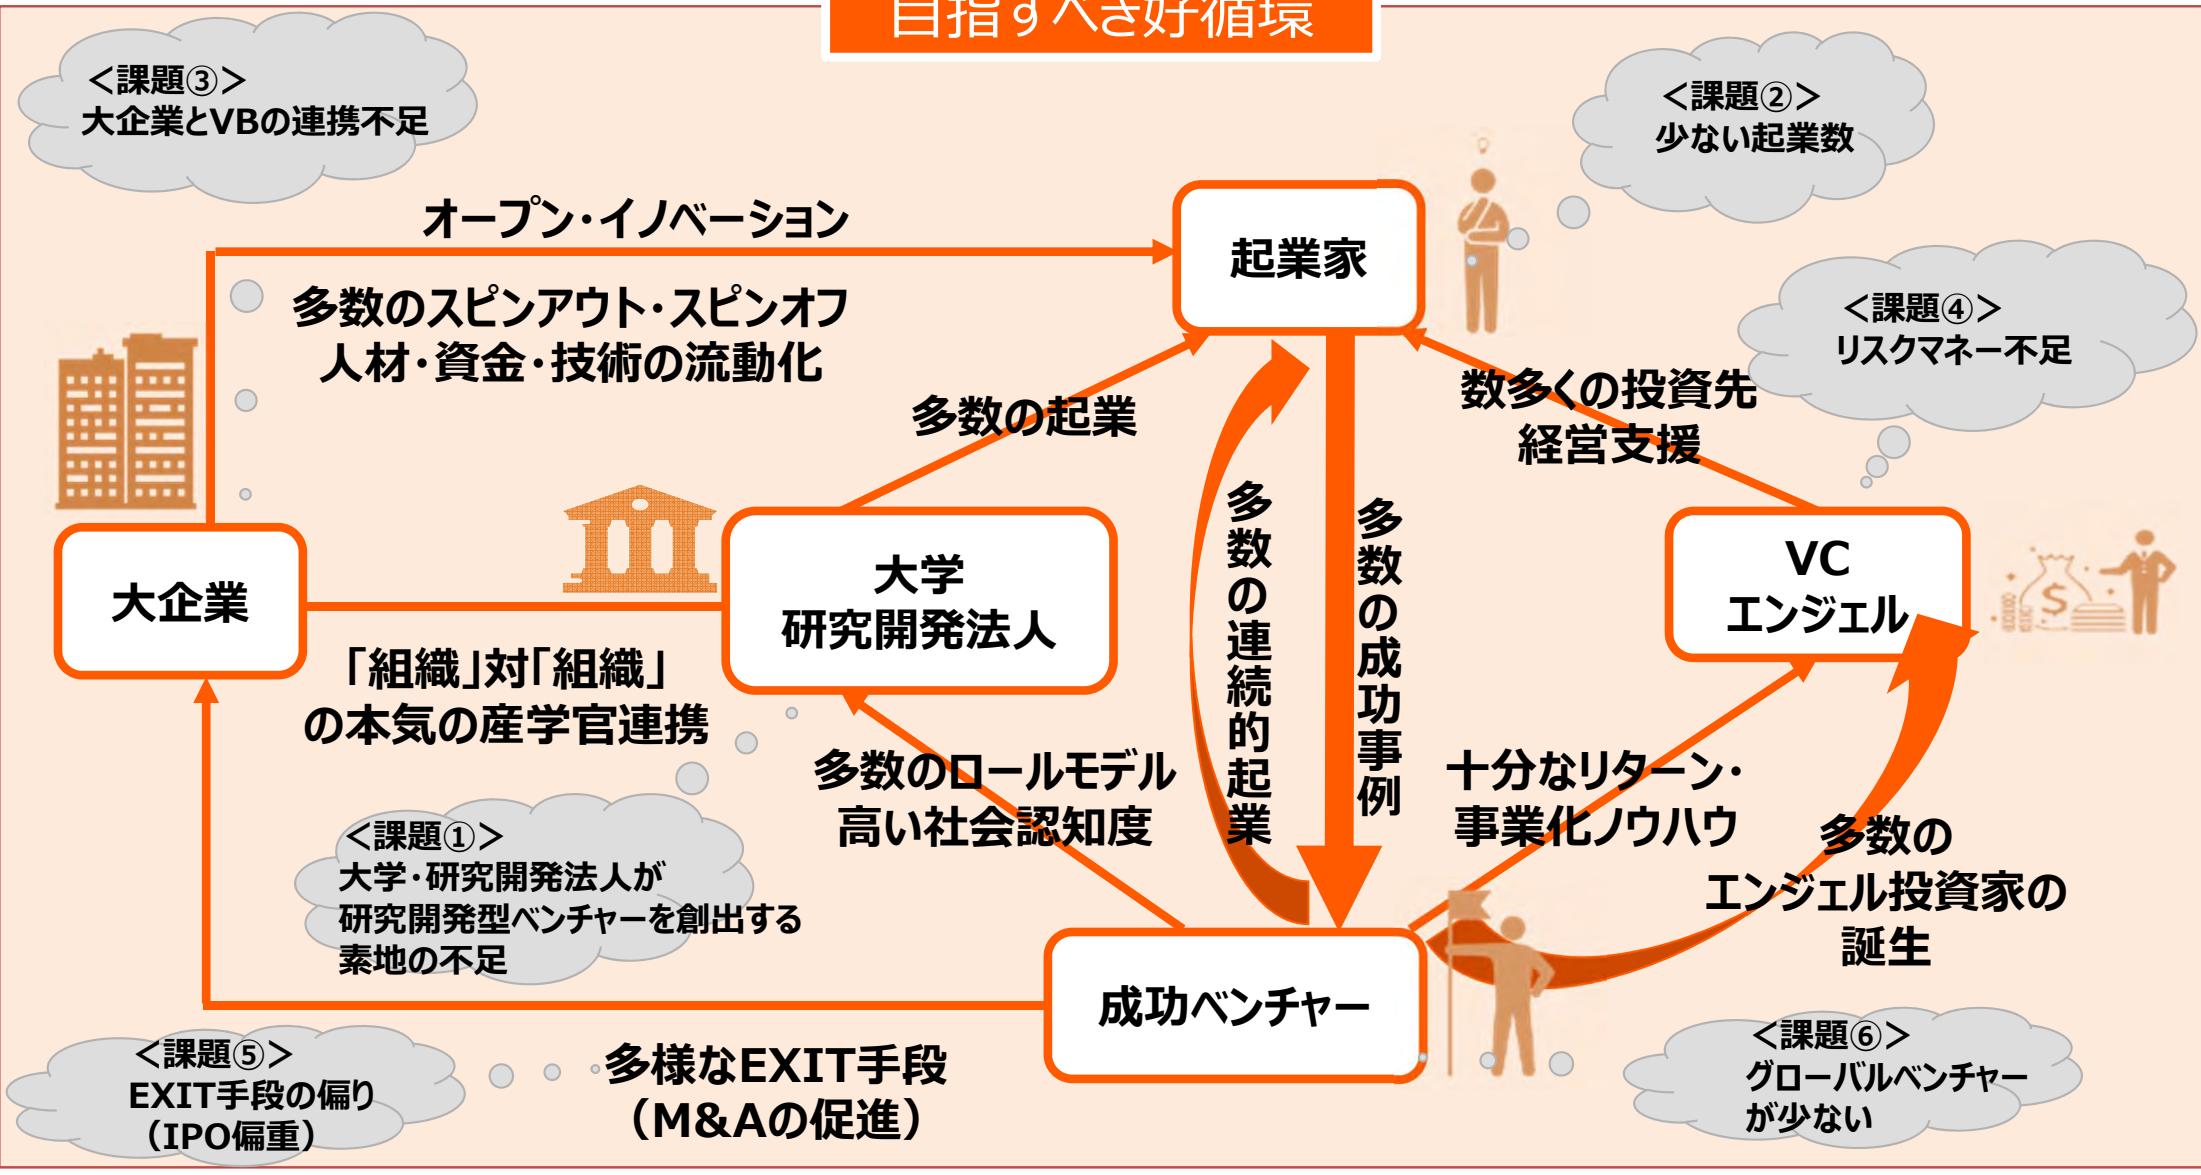 目指すべき好循環
＜課題③＞
大企業とVBの連携不足
＜課題②＞
少ない起業数
オープン・イノベーション
起業家
多数のスピンアウト・スピンオフ
人材・資金・技術の流動化
＜課題④＞
リスクマネー不足
多数の起業
数多くの投資先
経営支援
大企業
大学
研究開発法人
多数の連続的起業
多数の成功事例
VC
エンジェル
「組織」対「組織」
の本気の産学官連携
多数のロールモデル
高い社会認知度
十分なリターン・
事業化ノウハウ
多数の
エンジェル投資家の
誕生
＜課題①＞
大学・研究開発法人が
研究開発型ベンチャーを創出する
素地の不足
成功ベンチャー
＜課題⑤＞
EXIT手段の偏り
（IPO偏重）
多様なEXIT手段
（M&Aの促進）
＜課題⑥＞
グローバルベンチャー
が少ない